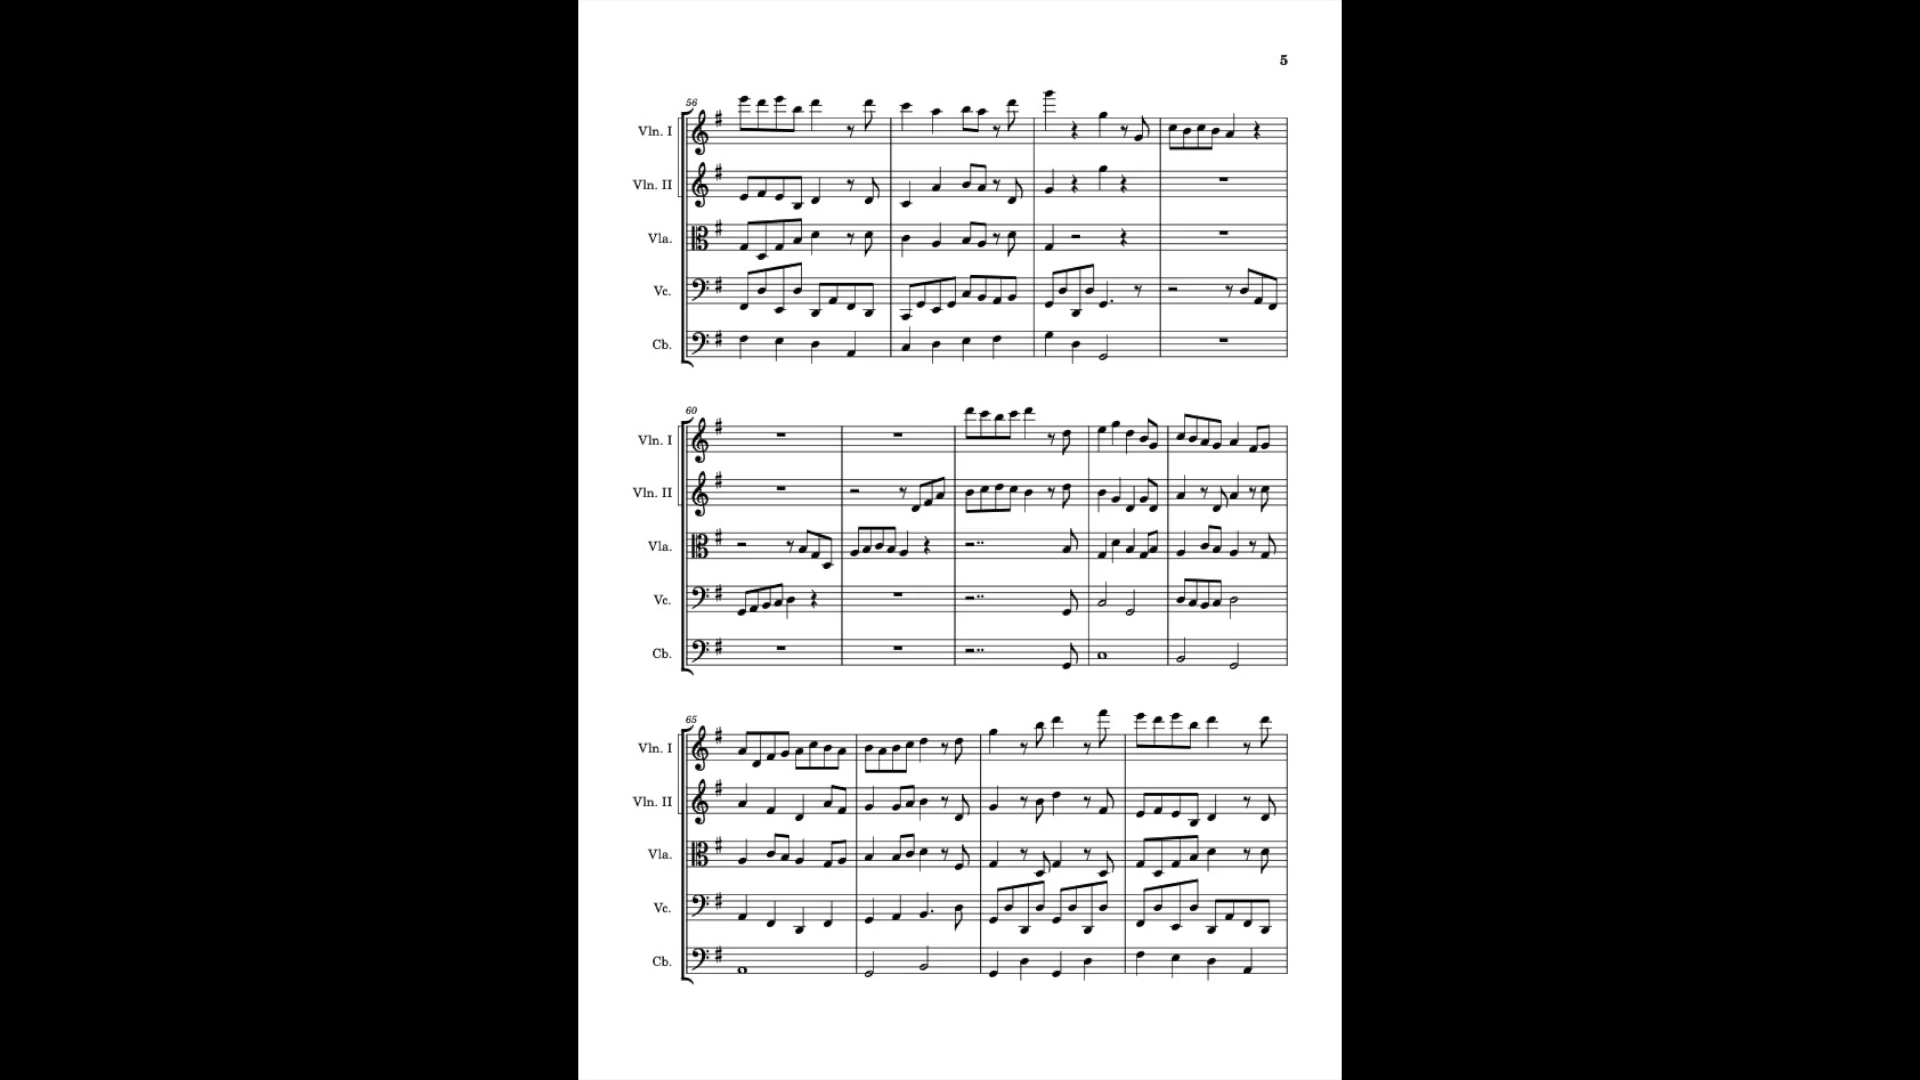 5
56
Vln. I
Vln. II
Vla.
Vc.
Cb.
60
Vln. I
Vln. II
Vla.
Vc.
Cb.
65
Vln. I
Vln. II
Vla.
Vc.
Cb.